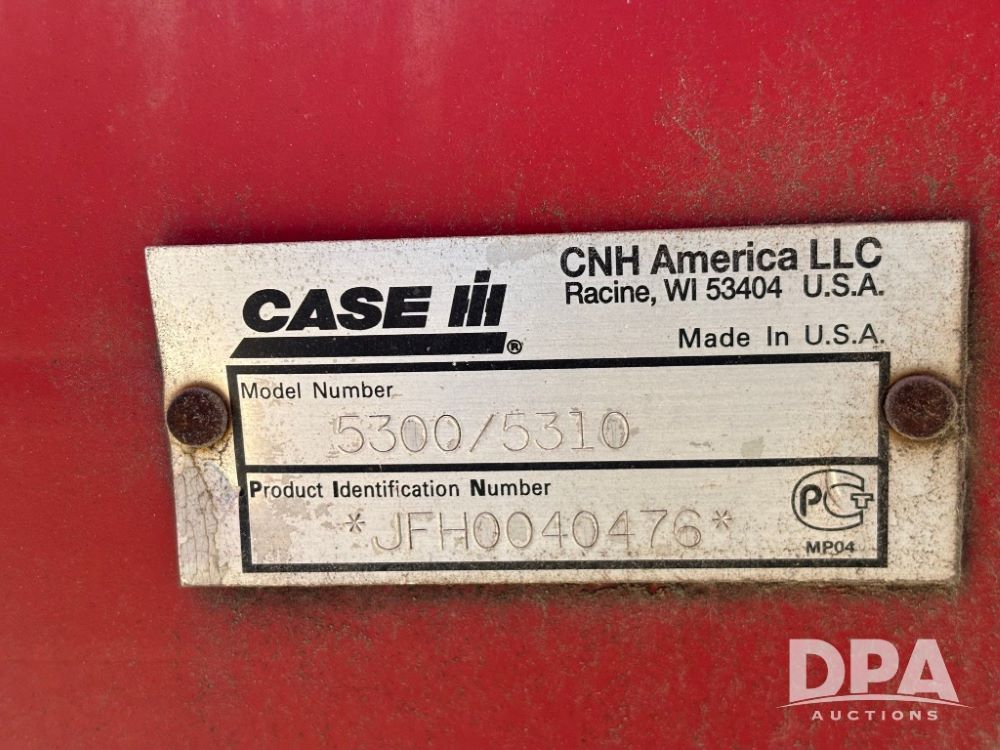 CNH America LLC
Racine, WI 53404 U.S.A.
CASE IH ®
Made In U.S.A.
Model Number
5300/5310
Product Identification Number
*JFH0040476*
PCT
MP04
DPA
AUCTIONS